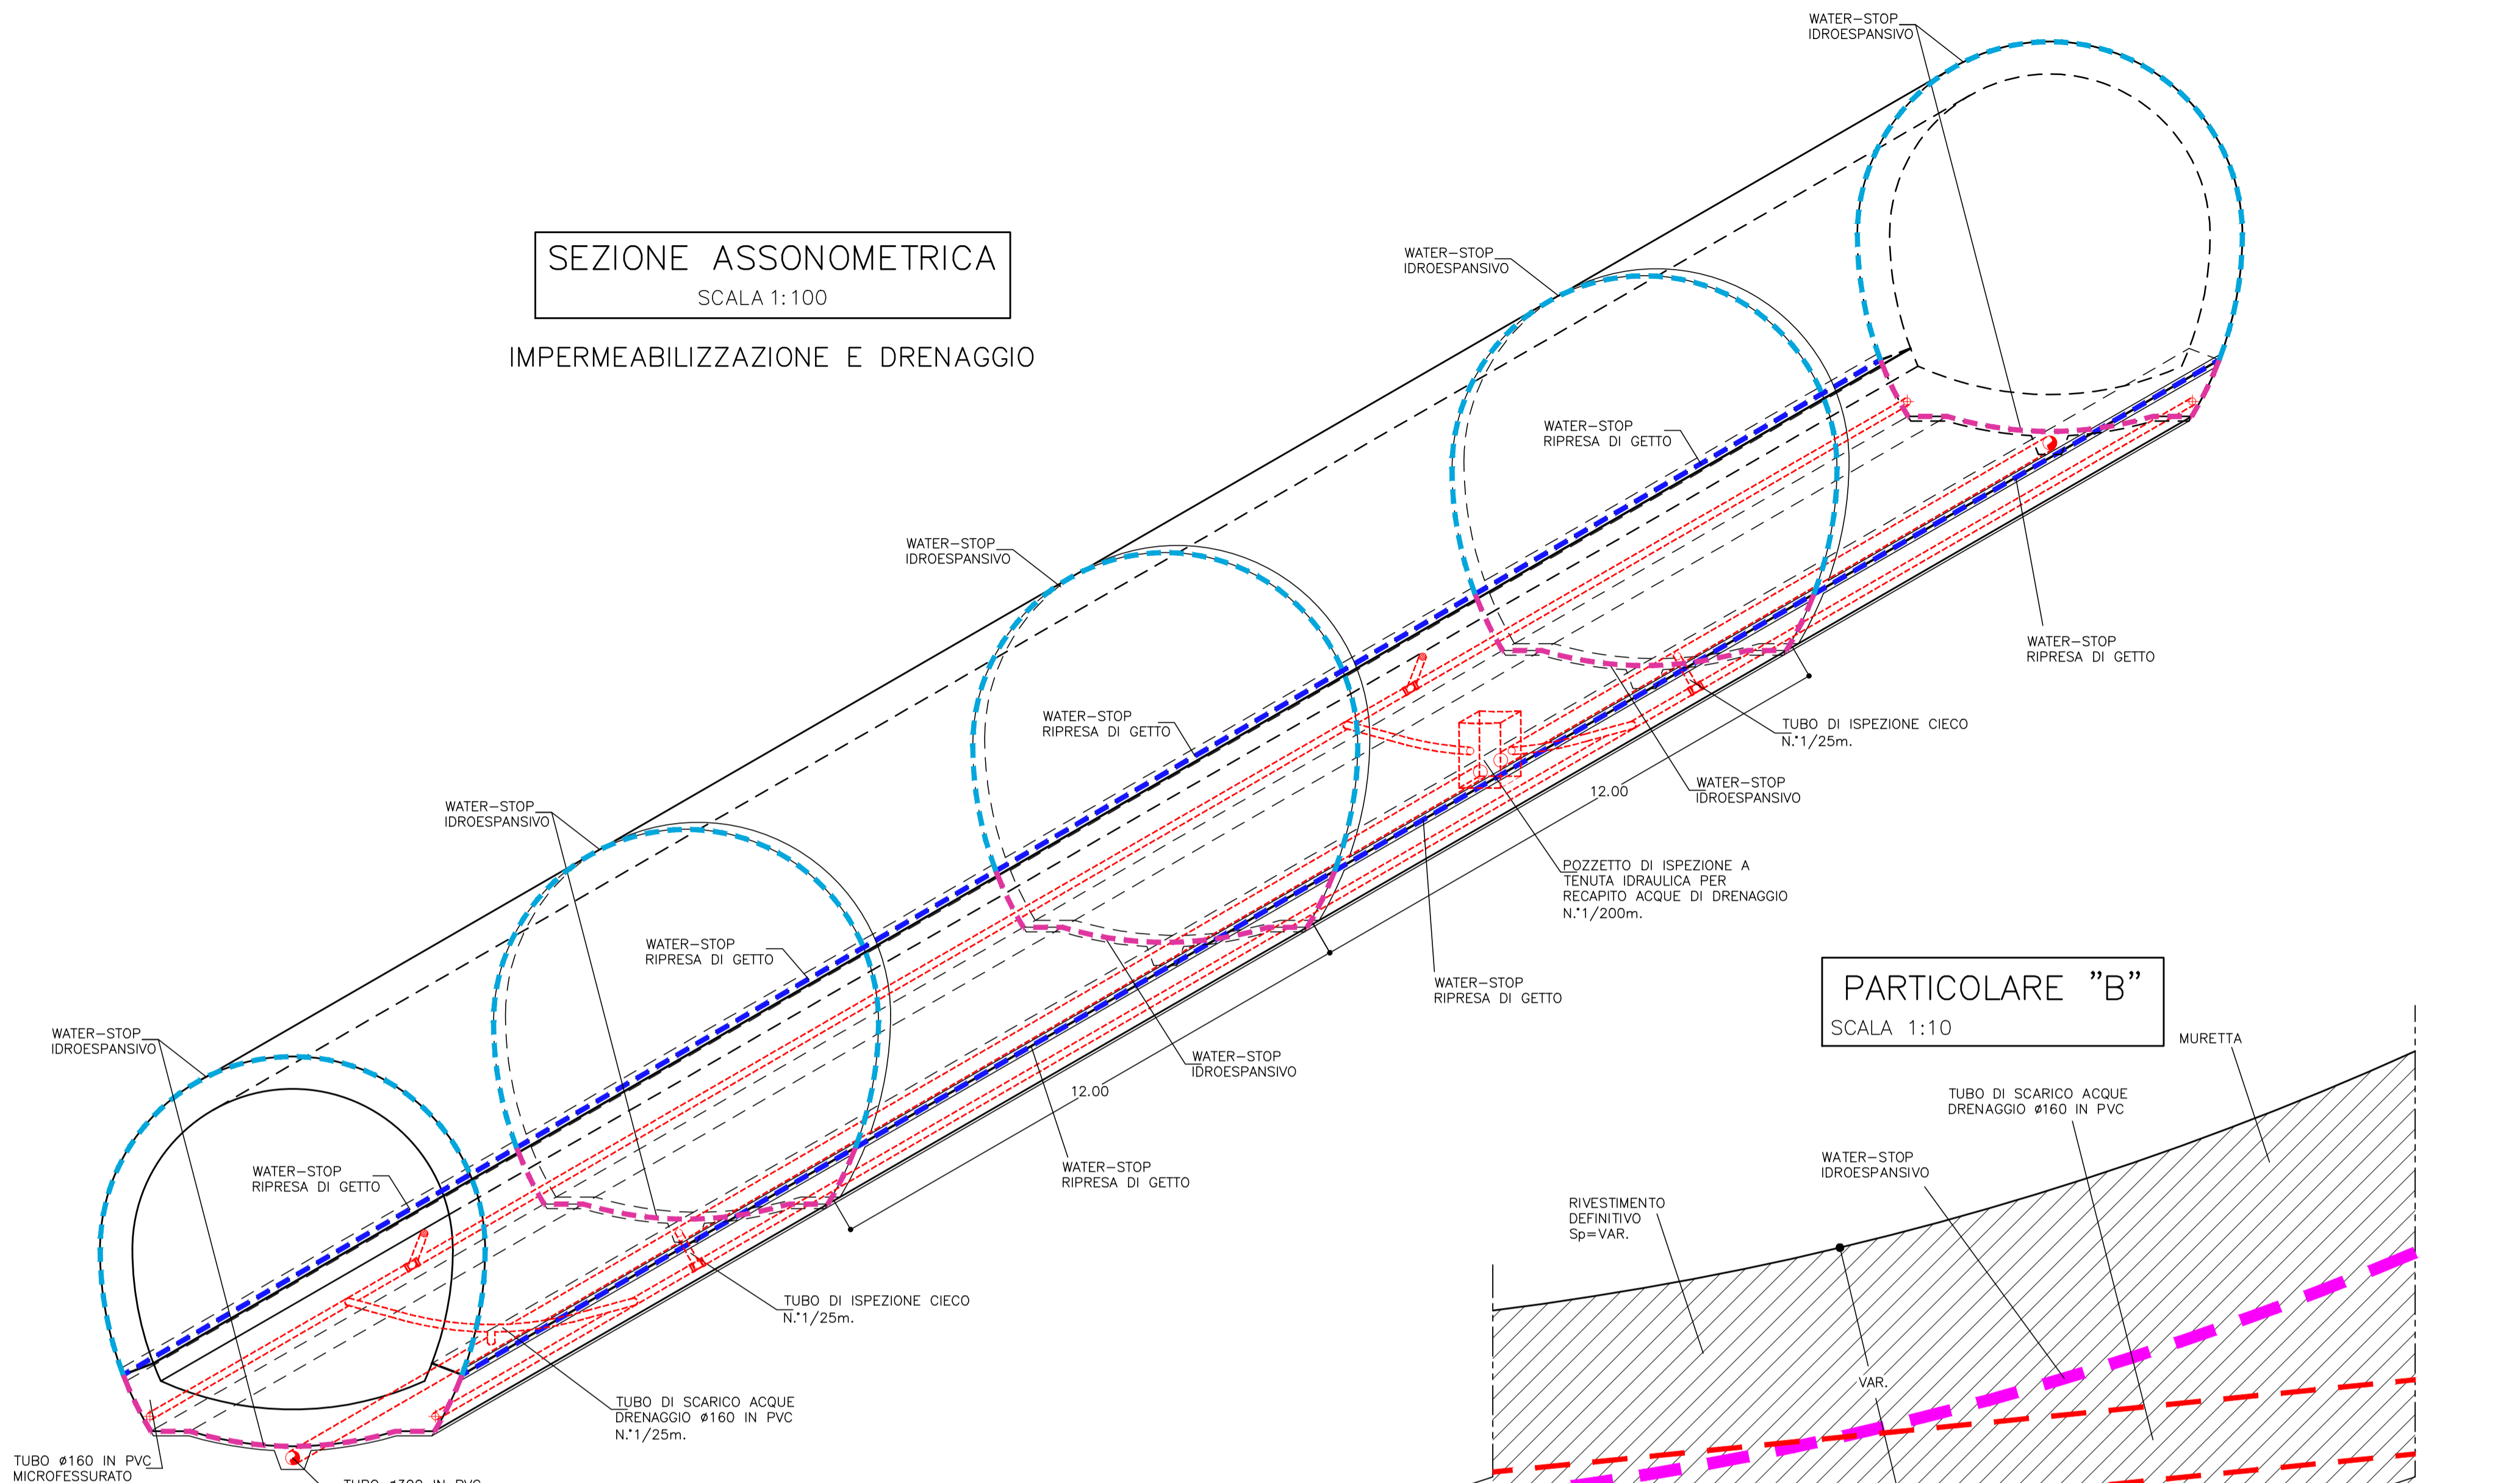 WATER-STOP
IDROESPANSIVO
SEZIONE ASSONOMETRICA
SCALA 1:100
IMPERMEABILIZZAZIONE E DRENAGGIO
WATER-STOP
IDROESPANSIVO
WATER-STOP
RIPRESA DI GETTO
WATER-STOP
IDROESPANSIVO
WATER-STOP
RIPRESA DI GETTO
WATER-STOP
RIPRESA DI GETTO
TUBO DI ISPEZIONE CIECO
N.°1/25m.
WATER-STOP
IDROESPANSIVO
12.00
WATER-STOP
IDROESPANSIVO
POZZETTO DI ISPEZIONE A
TENUTA IDRAULICA PER
RECAPITO ACQUE DI DRENAGGIO
N.°1/200m.
WATER-STOP
RIPRESA DI GETTO
WATER-STOP
RIPRESA DI GETTO
WATER-STOP
IDROESPANSIVO
WATER-STOP
IDROESPANSIVO
12.00
WATER-STOP
RIPRESA DI GETTO
WATER-STOP
RIPRESA DI GETTO
TUBO DI ISPEZIONE CIECO
N.°1/25m.
TUBO DI SCARICO ACQUE
DRENAGGIO ø160 IN PVC
N.°1/25m.
TUBO ø160 IN PVC
MICROFESSURATO
TUBO ø300 IN PVC
PARTICOLARE "B"
SCALA 1:10
MURETTA
TUBO DI SCARICO ACQUE
DRENAGGIO ø160 IN PVC
WATER-STOP
IDROESPANSIVO
RIVESTIMENTO
DEFINITIVO
Sp=VAR.
VAR.